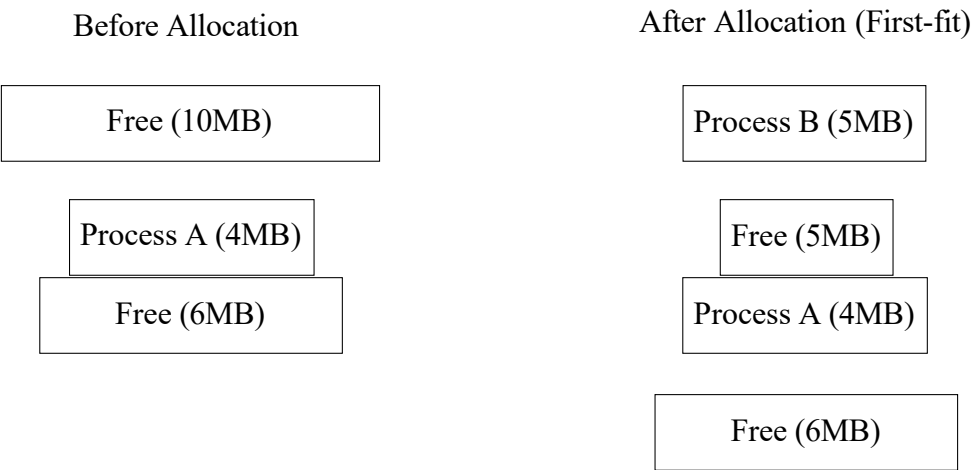 Before Allocation
Free (10MB)
Process A (4MB)
Free (6MB)
After Allocation (First-fit)
Process B (5MB)
Free (5MB)
Process A (4MB)
Free (6MB)